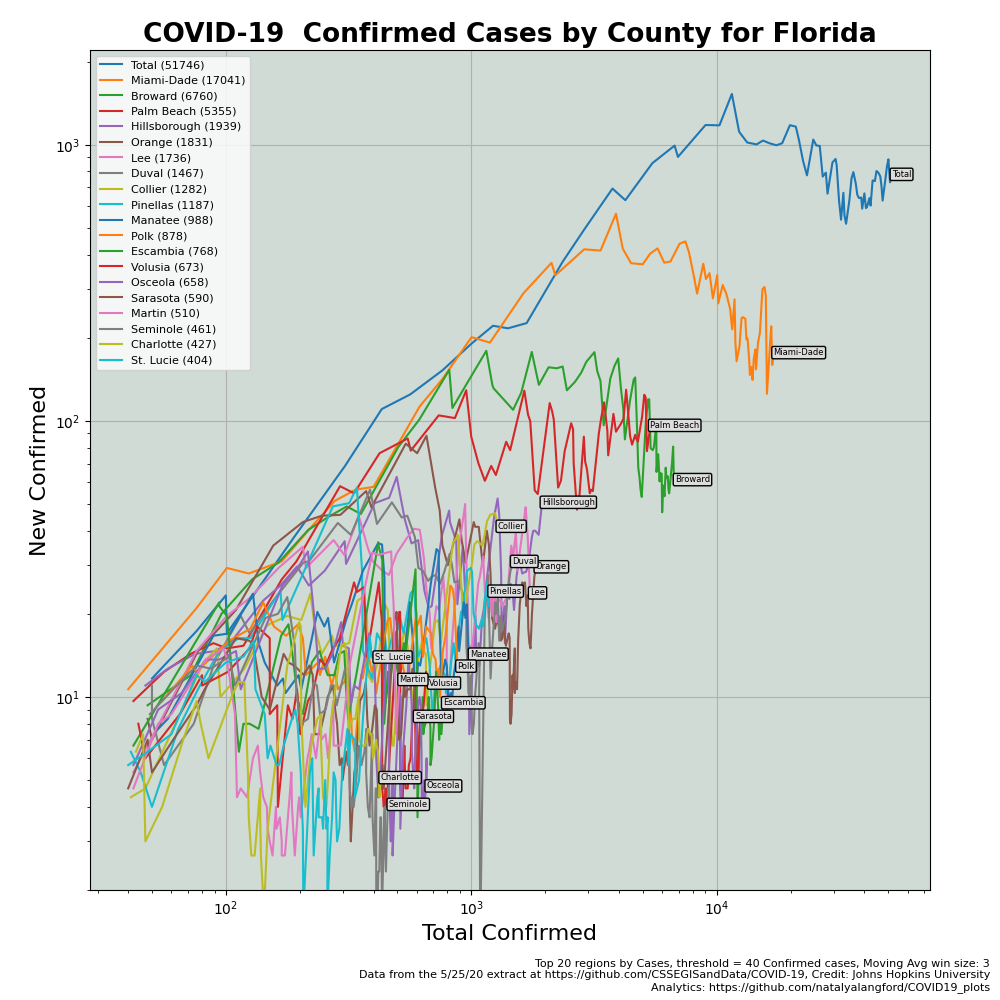 COVID-19  Confirmed Cases by County for Florida
Total (51746)
Miami-Dade (17041)
Broward (6760)
Palm Beach (5355)
Hillsborough (1939)
Orange (1831)
Lee (1736)
Duval (1467)
Collier (1282)
Pinellas (1187)
Manatee (988)
Polk (878)
Escambia (768)
Volusia (673)
Osceola (658)
Sarasota (590)
Martin (510)
Seminole (461)
Charlotte (427)
St. Lucie (404)
New Confirmed
10³
10²
10¹
Total
Miami-Dade
Palm Beach
Broward
Hillsborough
Collier
Duval
Orange
Pinellas
Lee
St. Lucie
Manatee
Polk
Martin
Volusia
Escambia
Sarasota
Charlotte
Osceola
Seminole
10²
10³
10⁴
Total Confirmed
Top 20 regions by Cases, threshold = 40 Confirmed cases, Moving Avg win size: 3
Data from the 5/25/20 extract at https://github.com/CSSEGISandData/COVID-19, Credit: Johns Hopkins University
Analytics: https://github.com/natalyalangford/COVID19_plots